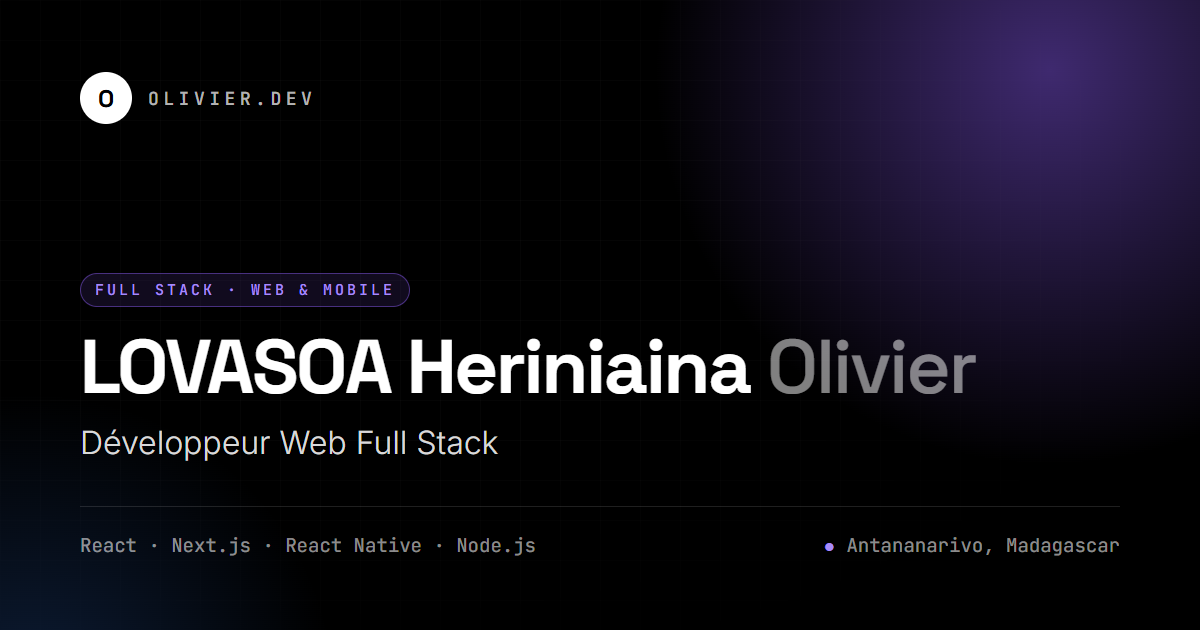 O OLIVIER.DEV
FULL STACK · WEB & MOBILE
LOVASOA Heriniaina Olivier
Développeur Web Full Stack
React · Next.js · React Native · Node.js
Antananarivo, Madagascar